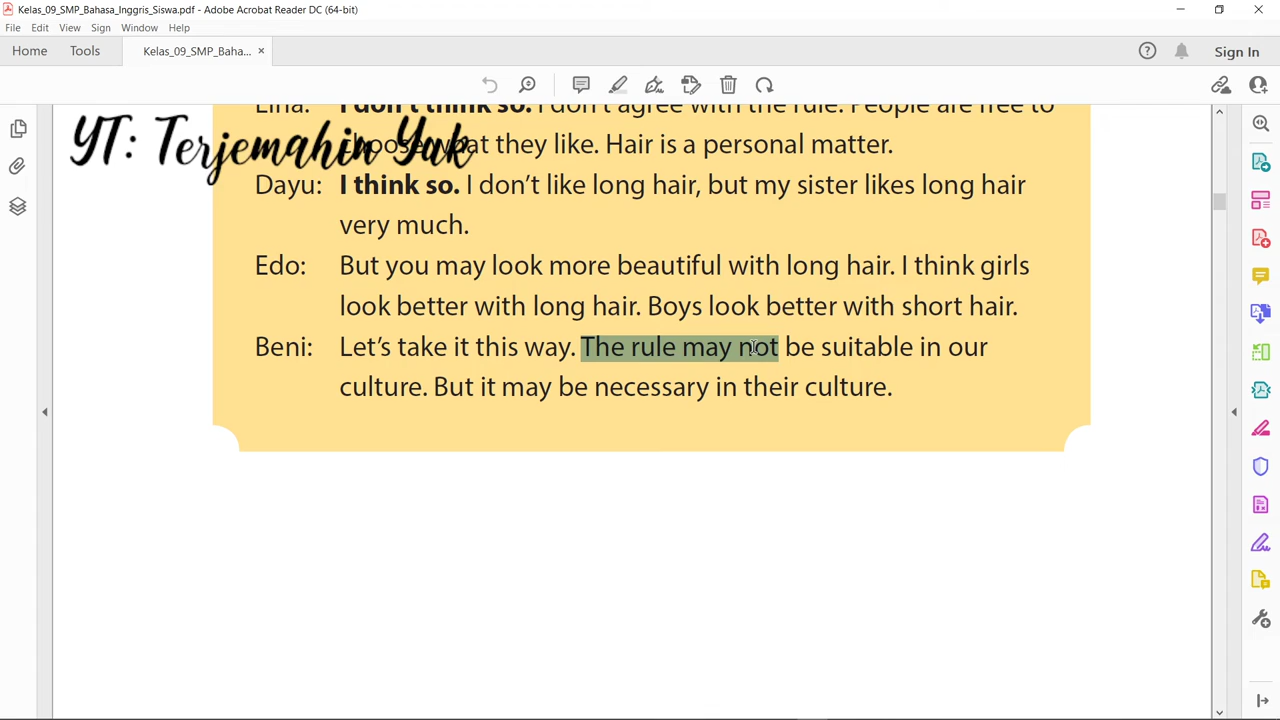 Kelas_09_SMP_Bahasa_Inggris_Siswa.pdf - Adobe Acrobat Reader DC (64-bit)
File Edit View Sign Window Help
Home Tools Kelas_09_SMP_Baha... × Sign In
Lina: I don't think so. I don't agree with the rule. People are free to
choose what they like. Hair is a personal matter.
YT: Terjemahin Yak
Dayu: I think so. I don't like long hair, but my sister likes long hair
very much.
Edo: But you may look more beautiful with long hair. I think girls
look better with long hair. Boys look better with short hair.
Beni: Let's take it this way. The rule may not be suitable in our
culture. But it may be necessary in their culture.